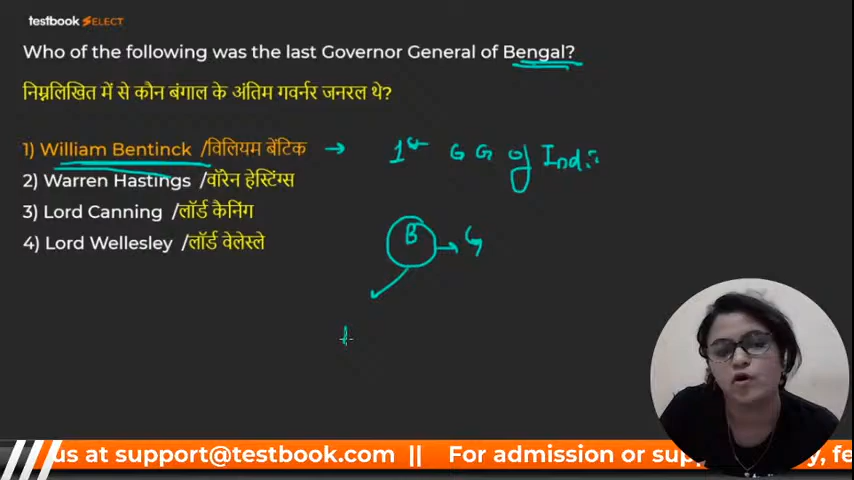 testbook SELECT
Who of the following was the last Governor General of Bengal?
निम्नलिखित में से कौन बंगाल के अंतिम गवर्नर जनरल थे?
1) William Bentinck /विलियम बेंटिक → 1st G G of India
2) Warren Hastings /वॉरेन हेस्टिंग्स
3) Lord Canning /लॉर्ड कैनिंग
B → G
4) Lord Wellesley /लॉर्ड वेलेस्ले
us at support@testbook.com || For admission or